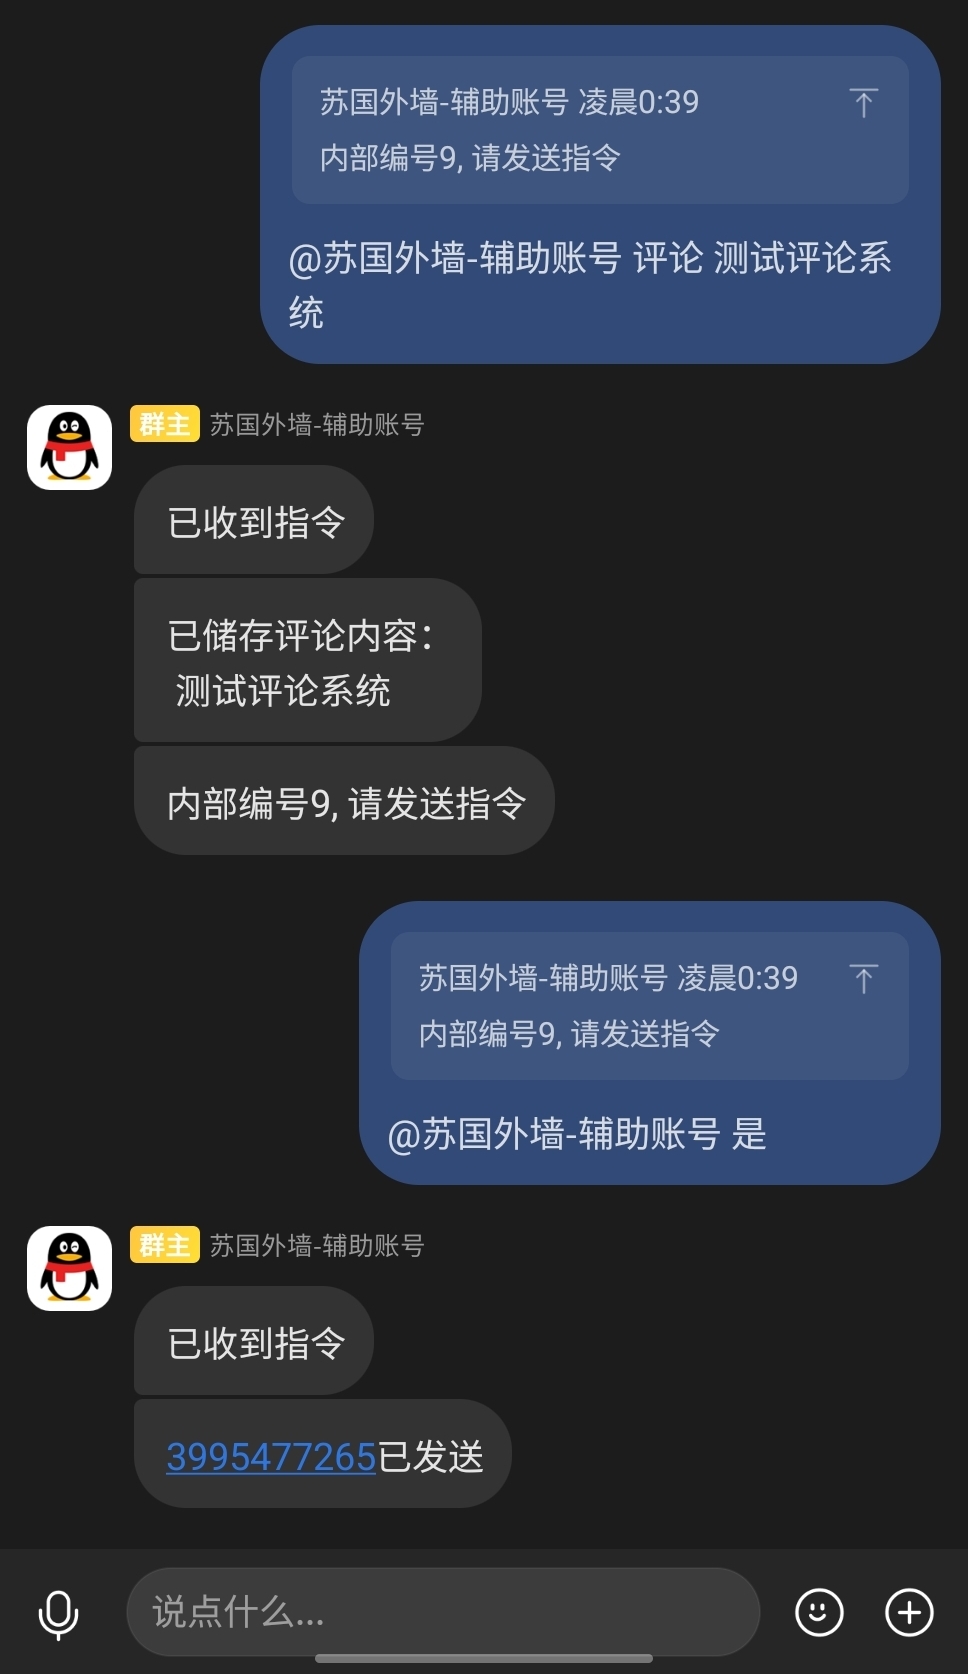 苏国外墙-辅助账号 凌晨0:39
内部编号9, 请发送指令
@苏国外墙-辅助账号 评论 测试评论系
统
群主 苏国外墙-辅助账号
已收到指令
已储存评论内容：
测试评论系统
内部编号9, 请发送指令
苏国外墙-辅助账号 凌晨0:39
内部编号9, 请发送指令
@苏国外墙-辅助账号 是
群主 苏国外墙-辅助账号
已收到指令
3995477265已发送
说点什么...